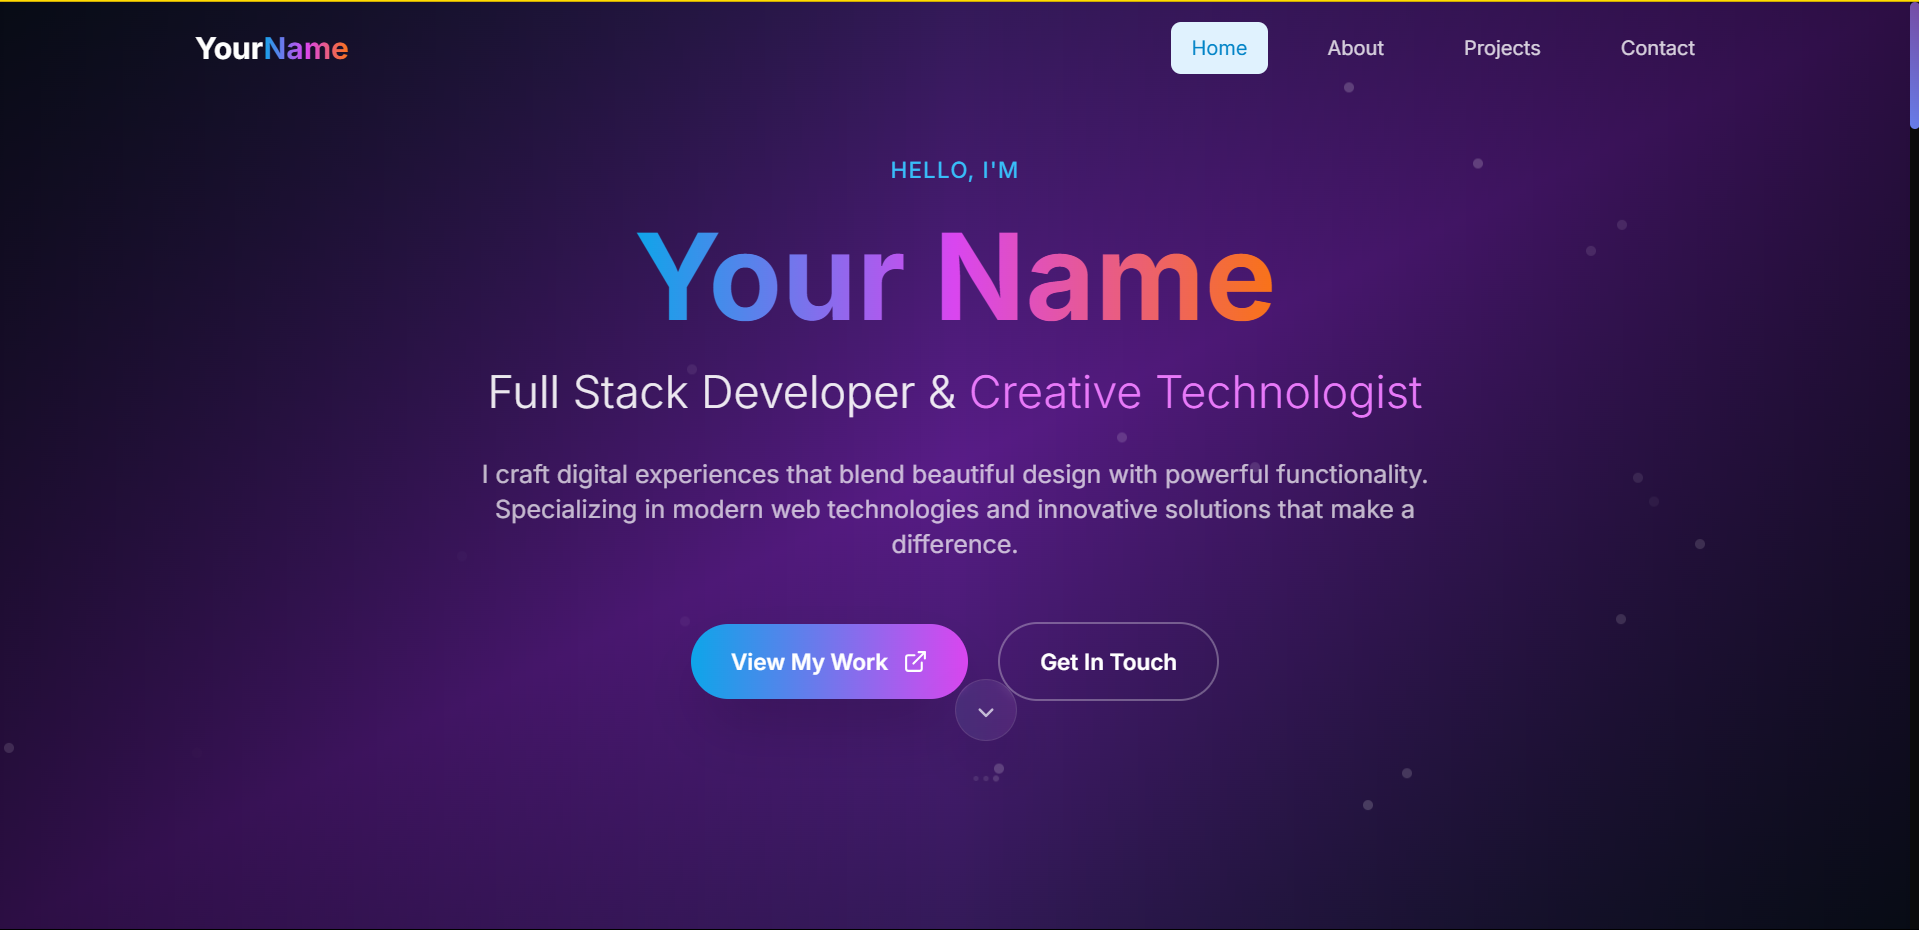 YourName
Home
About
Projects
Contact
HELLO, I'M
Your Name
Full Stack Developer & Creative Technologist
I craft digital experiences that blend beautiful design with powerful functionality.
Specializing in modern web technologies and innovative solutions that make a
difference.
View My Work
Get In Touch